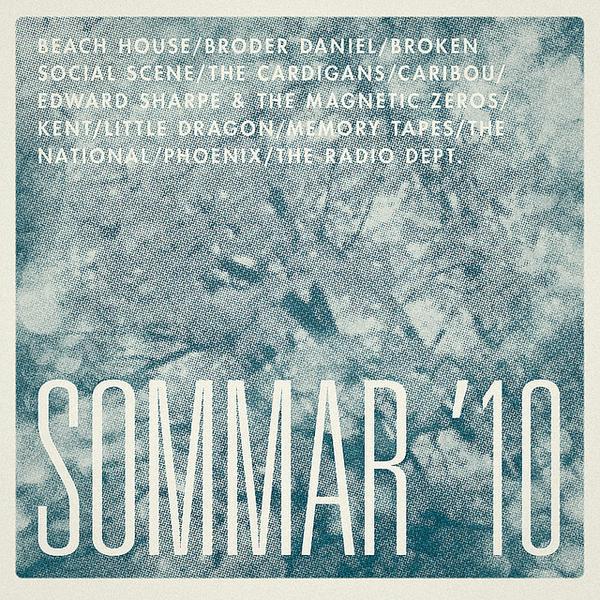 BEACH HOUSE/BRODER DANIEL/BROKEN
SOCIAL SCENE/THE CARDIGANS/CARIBOU/
EDWARD SHARPE & THE MAGNETIC ZEROS/
KENT/LITTLE DRAGON/MEMORY TAPES/THE
NATIONAL/PHOENIX/THE RADIO DEPT.
SOMMAR '10